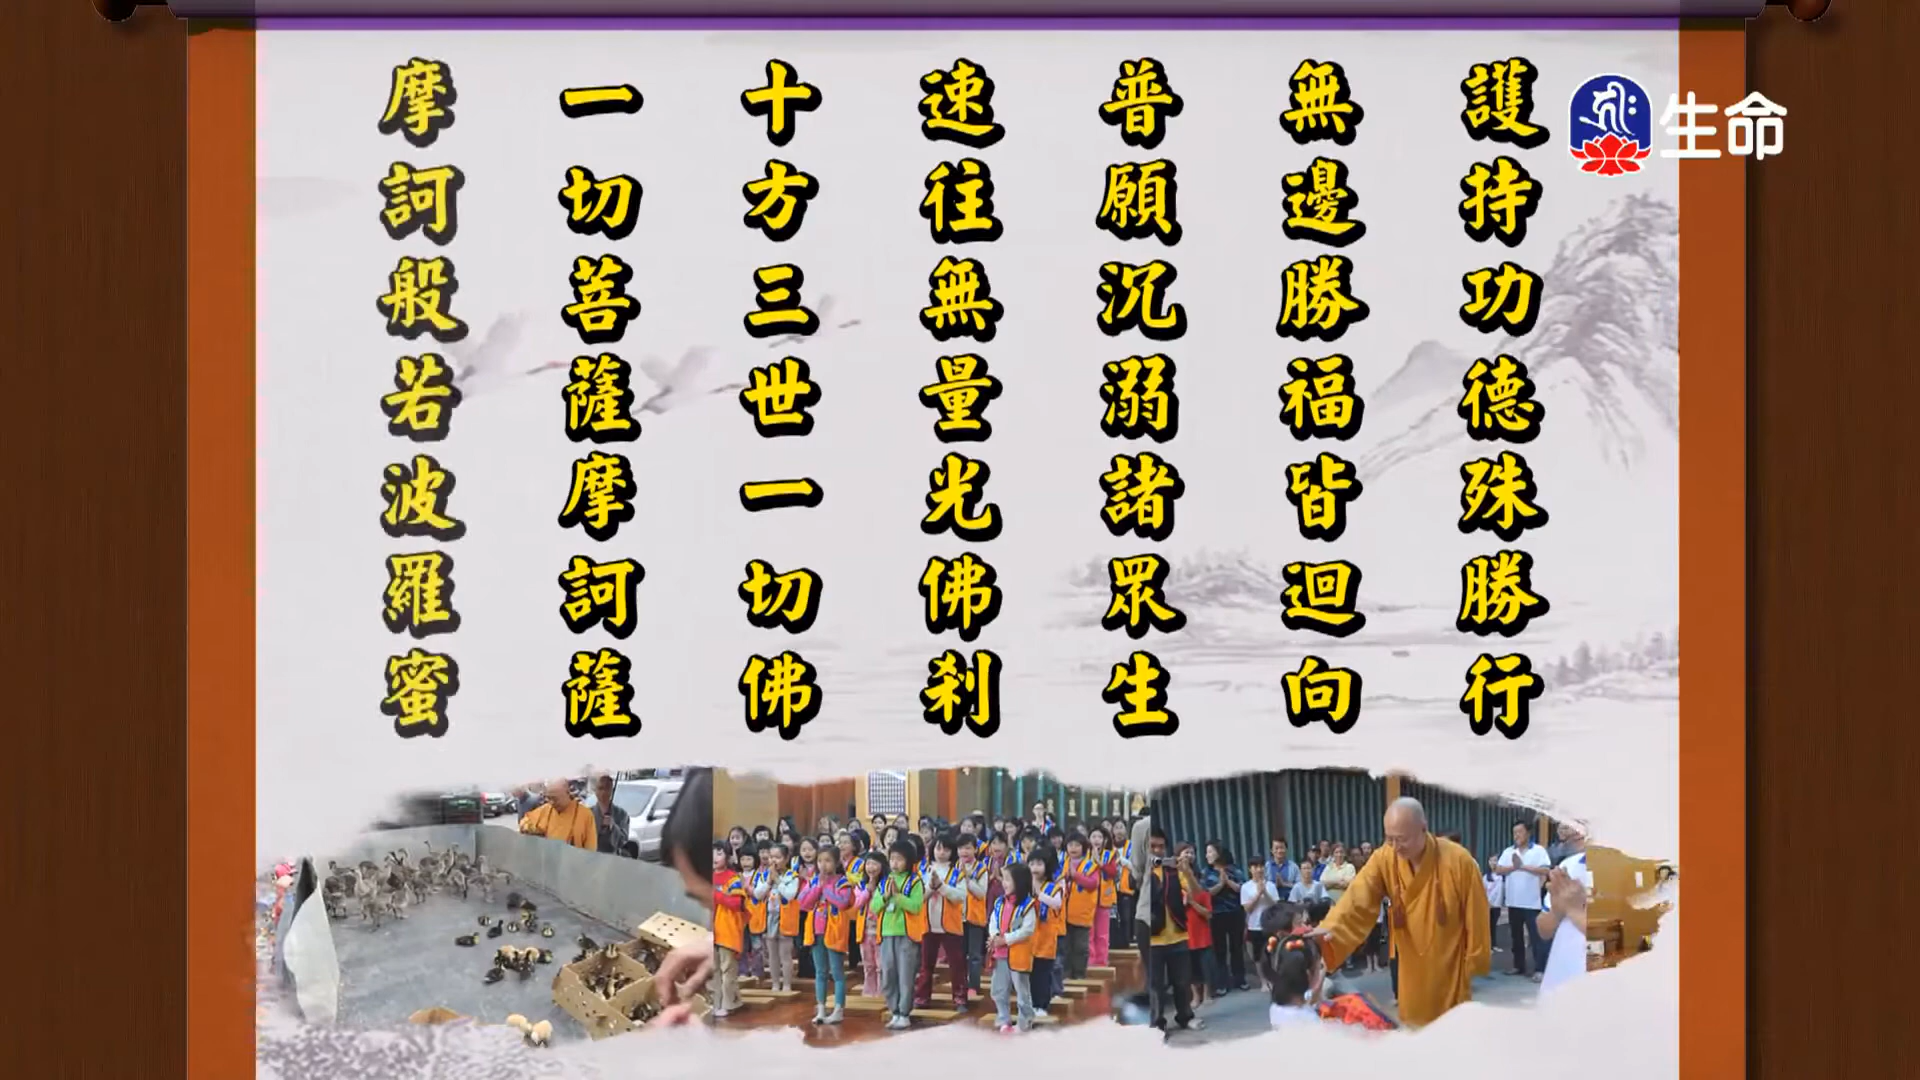 護持功德殊勝行
無邊勝福皆迴向
普願沉溺諸眾生
速往無量光佛剎
十方三世一切佛
一切菩薩摩訶薩
摩訶般若波羅蜜
生命